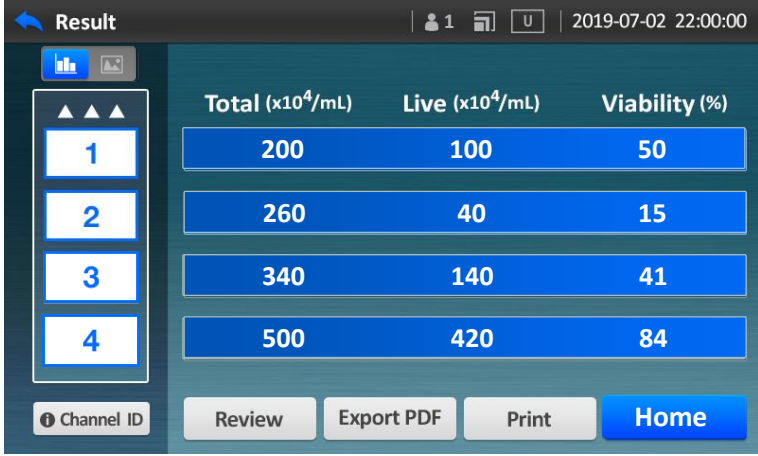 Result 1 U 2019-07-02 22:00:00
Total (x10⁴/mL) Live (x10⁴/mL) Viability (%)
1 200 100 50
2 260 40 15
3 340 140 41
4 500 420 84
Channel ID Review Export PDF Print Home